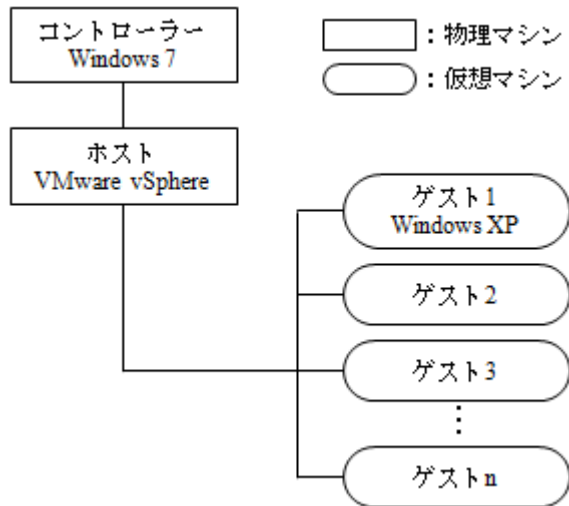 コントローラー
Windows 7
：物理マシン
：仮想マシン
ホスト
VMware vSphere
ゲスト1
Windows XP
ゲスト2
ゲスト3
⋮
ゲストn